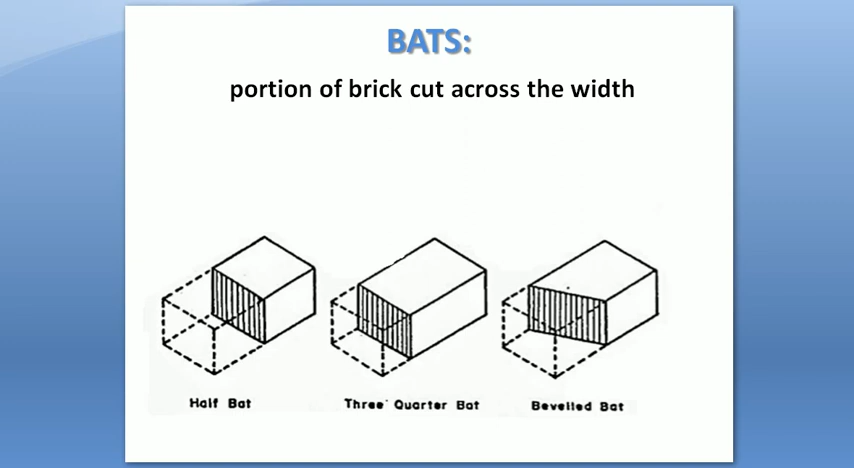 BATS:
portion of brick cut across the width
Half Bat
Three Quarter Bat
Bevelled Bat